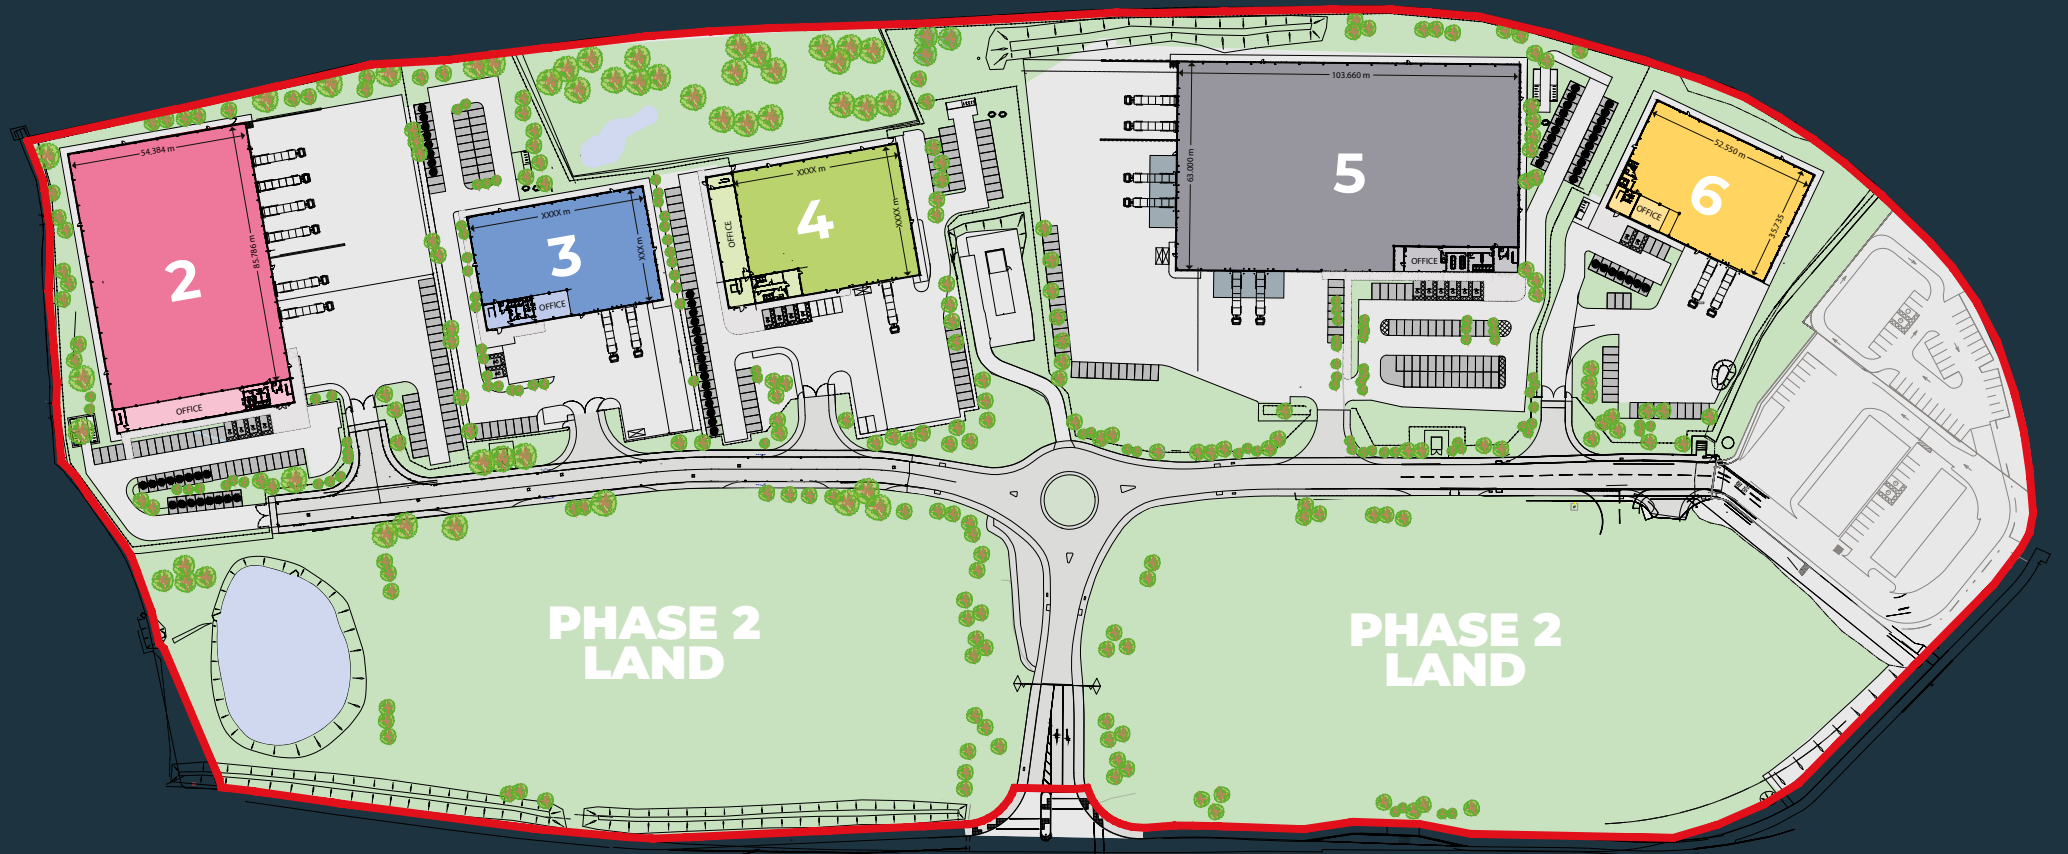 54.384 m
85.786 m
2
OFFICE
XXXX m
XXXX m
3
OFFICE
XXXX m
XXXX m
4
OFFICE
103.660 m
63.000 m
5
OFFICE
52.550 m
35.735
6
OFFICE
PHASE 2
LAND
PHASE 2
LAND